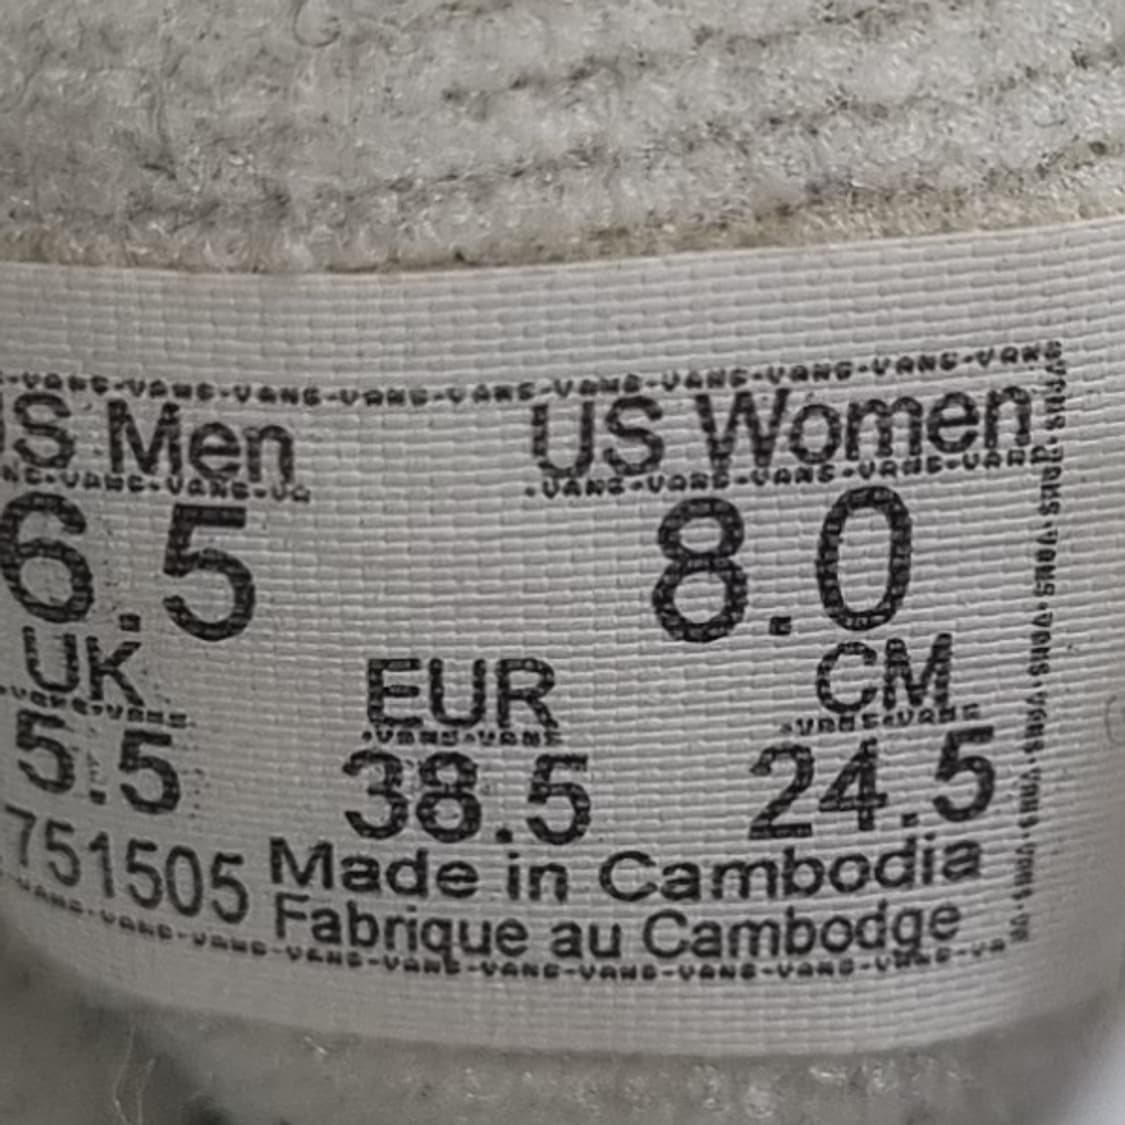 US Men US Women
6.5 8.0
UK EUR CM
5.5 38.5 24.5
751505 Made in Cambodia
Fabrique au Cambodge